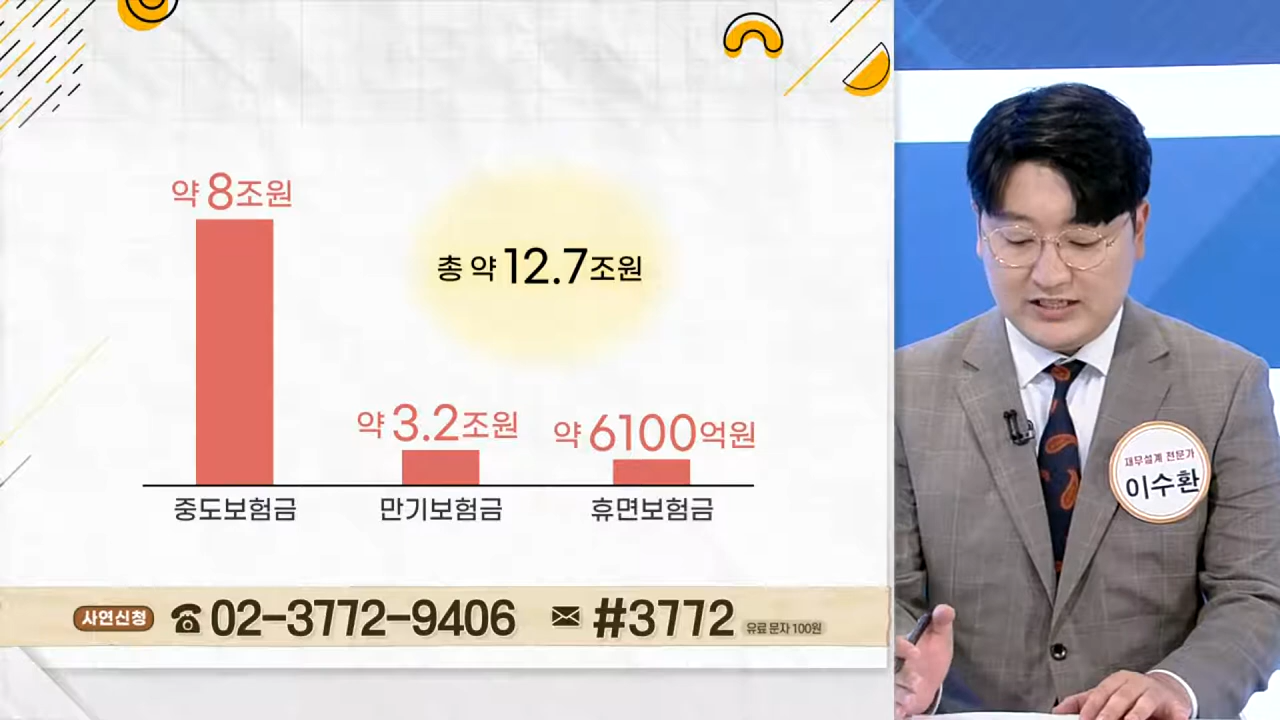 약 8조원
총 약 12.7조원
약 3.2조원
약 6100억원
중도보험금
만기보험금
휴면보험금
사연신청 02-3772-9406 #3772 유료 문자 100원
재무설계 전문가
이수환